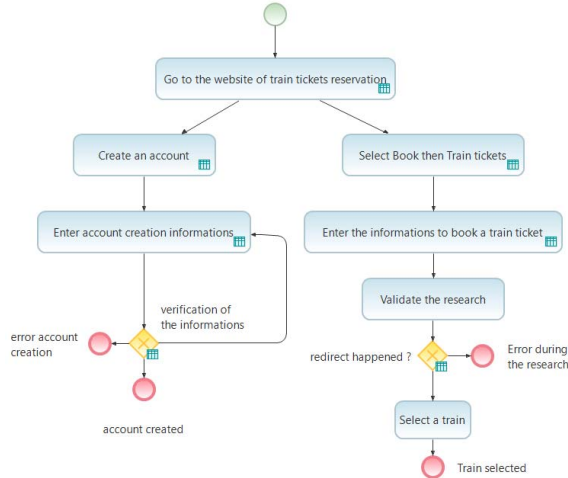 Go to the website of train tickets reservation
Create an account
Select Book then Train tickets
Enter account creation informations
Enter the informations to book a train ticket
Validate the research
verification of
the informations
error account
creation
redirect happened ?
Error during
the research
account created
Select a train
Train selected